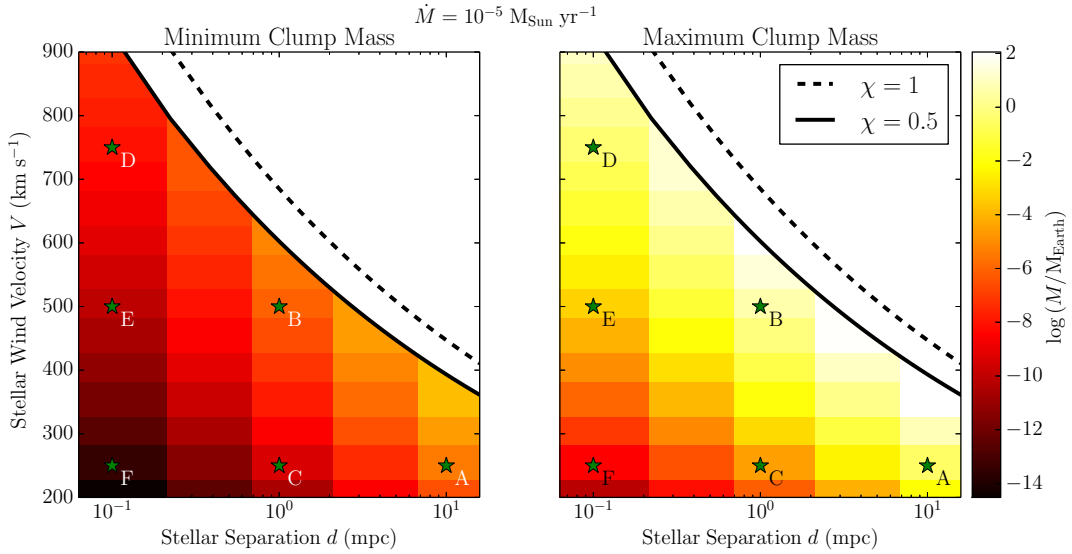 Ṁ = 10⁻⁵ M_Sun yr⁻¹
Minimum Clump Mass
Maximum Clump Mass
Stellar Wind Velocity V (km s⁻¹)
900
800
700
600
500
400
300
200
D
E
B
F
C
A
10⁻¹
10⁰
10¹
Stellar Separation d (mpc)
χ = 1
χ = 0.5
D
E
B
F
C
A
10⁻¹
10⁰
10¹
Stellar Separation d (mpc)
2
0
−2
−4
−6
−8
−10
−12
−14
log (M/M_Earth)